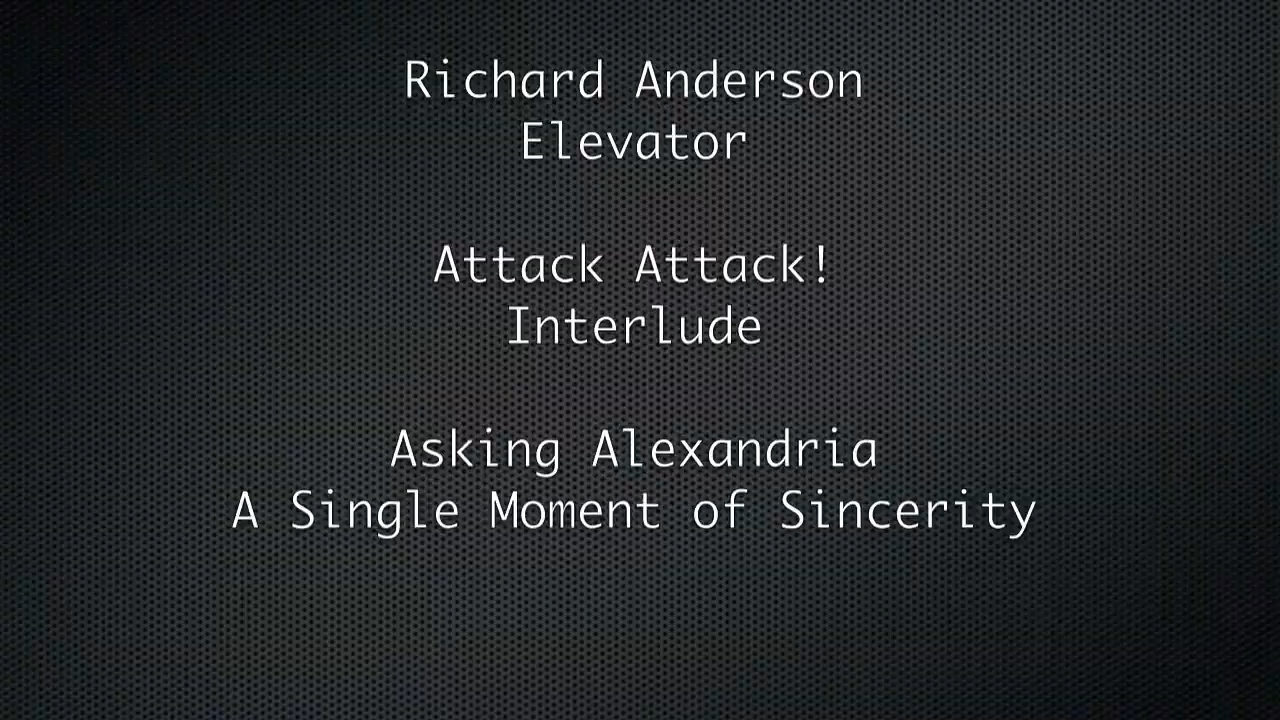 Richard Anderson
Elevator
Attack Attack!
Interlude
Asking Alexandria
A Single Moment of Sincerity